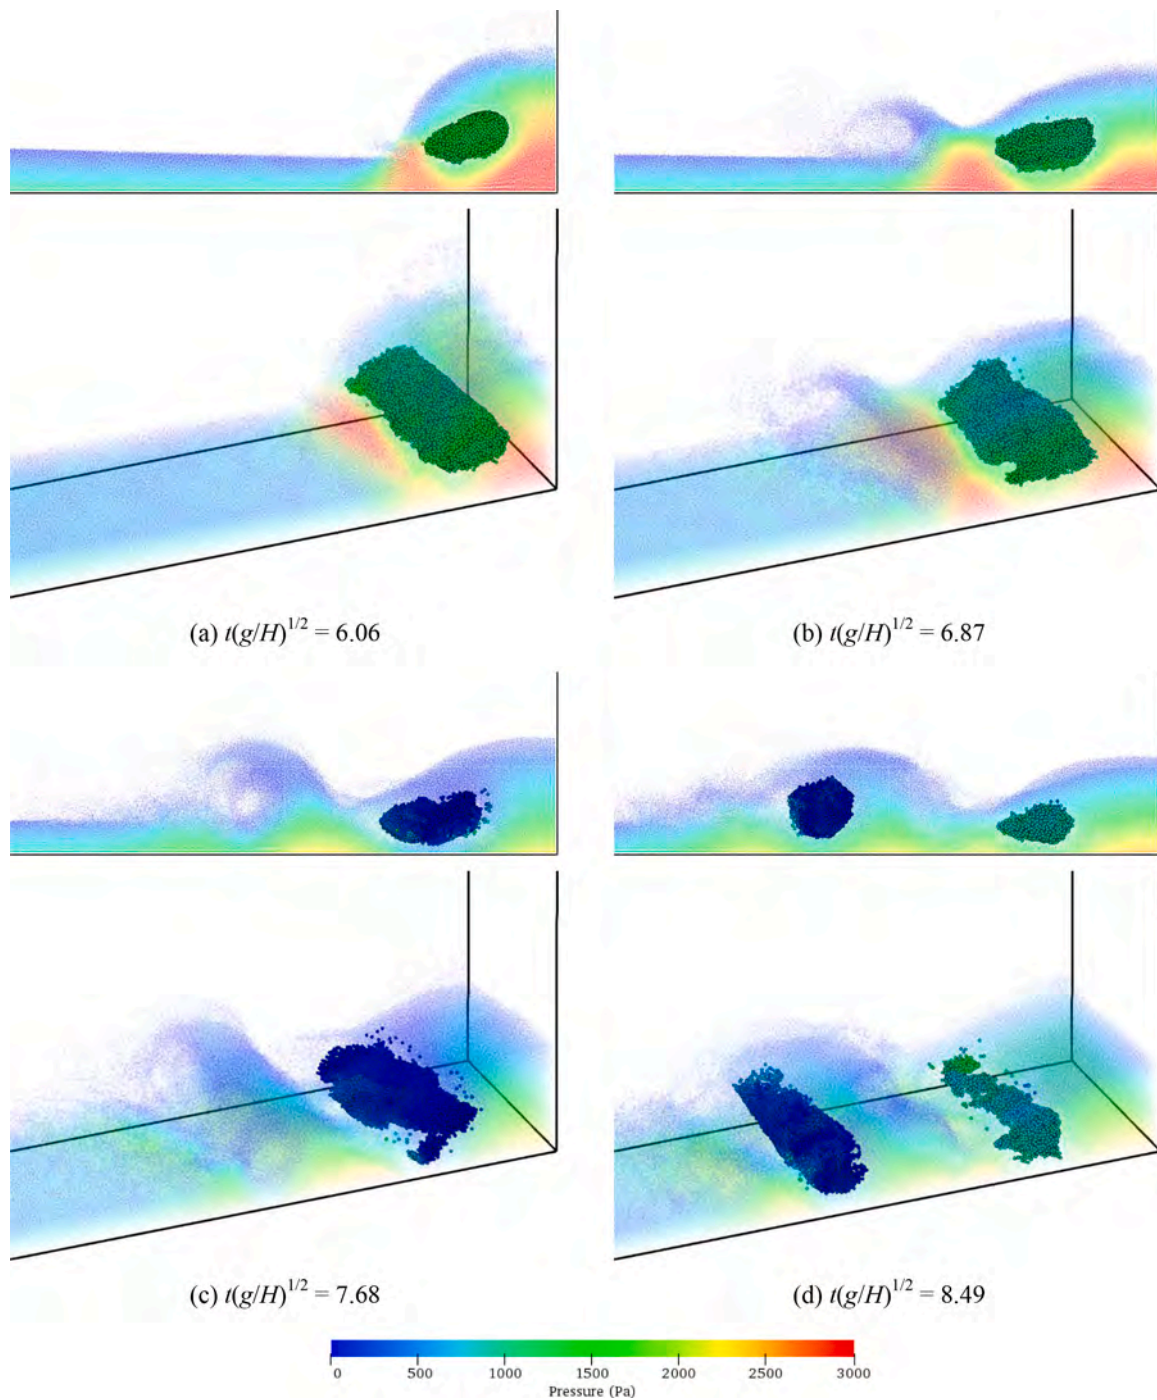 (a) t(g/H)^{1/2} = 6.06
(b) t(g/H)^{1/2} = 6.87
(c) t(g/H)^{1/2} = 7.68
(d) t(g/H)^{1/2} = 8.49
0 500 1000 1500 2000 2500 3000
Pressure (Pa)